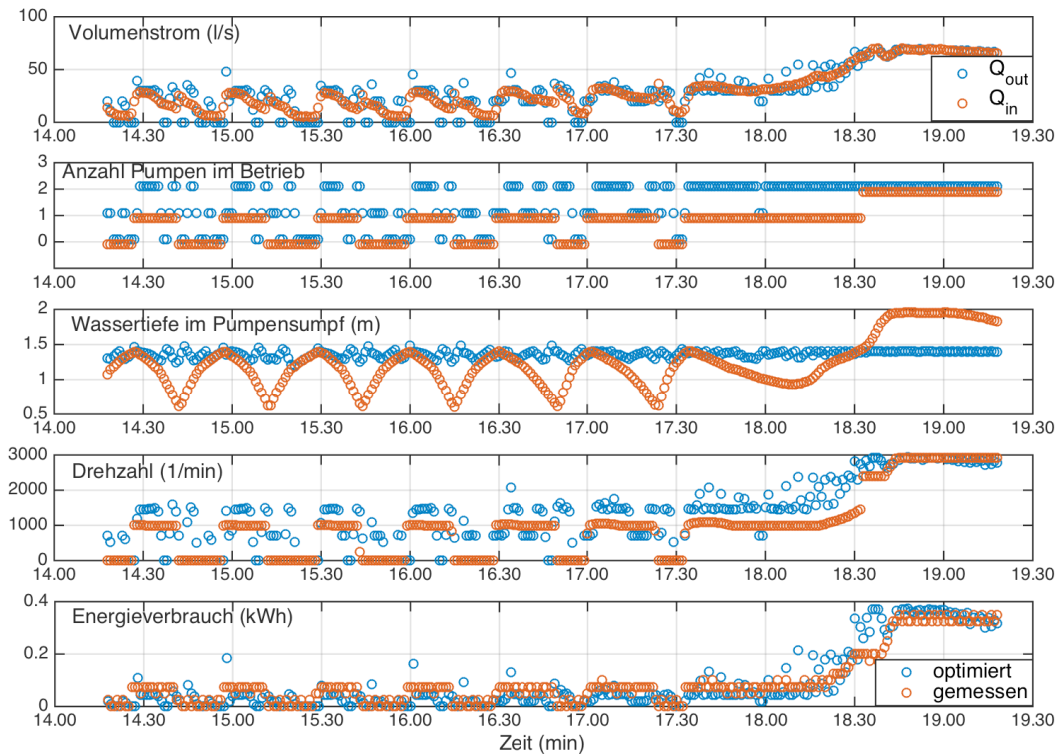 100
Volumenstrom (l/s)
50
0
Q_out
Q_in
14.00 14.30 15.00 15.30 16.00 16.30 17.00 17.30 18.00 18.30 19.00 19.30
3
Anzahl Pumpen im Betrieb
2
1
0
14.00 14.30 15.00 15.30 16.00 16.30 17.00 17.30 18.00 18.30 19.00 19.30
2
Wassertiefe im Pumpensumpf (m)
1.5
1
0.5
14.00 14.30 15.00 15.30 16.00 16.30 17.00 17.30 18.00 18.30 19.00 19.30
3000
Drehzahl (1/min)
2000
1000
0
14.00 14.30 15.00 15.30 16.00 16.30 17.00 17.30 18.00 18.30 19.00 19.30
0.4
Energieverbrauch (kWh)
0.2
optimiert
gemessen
0
14.00 14.30 15.00 15.30 16.00 16.30 17.00 17.30 18.00 18.30 19.00 19.30
Zeit (min)